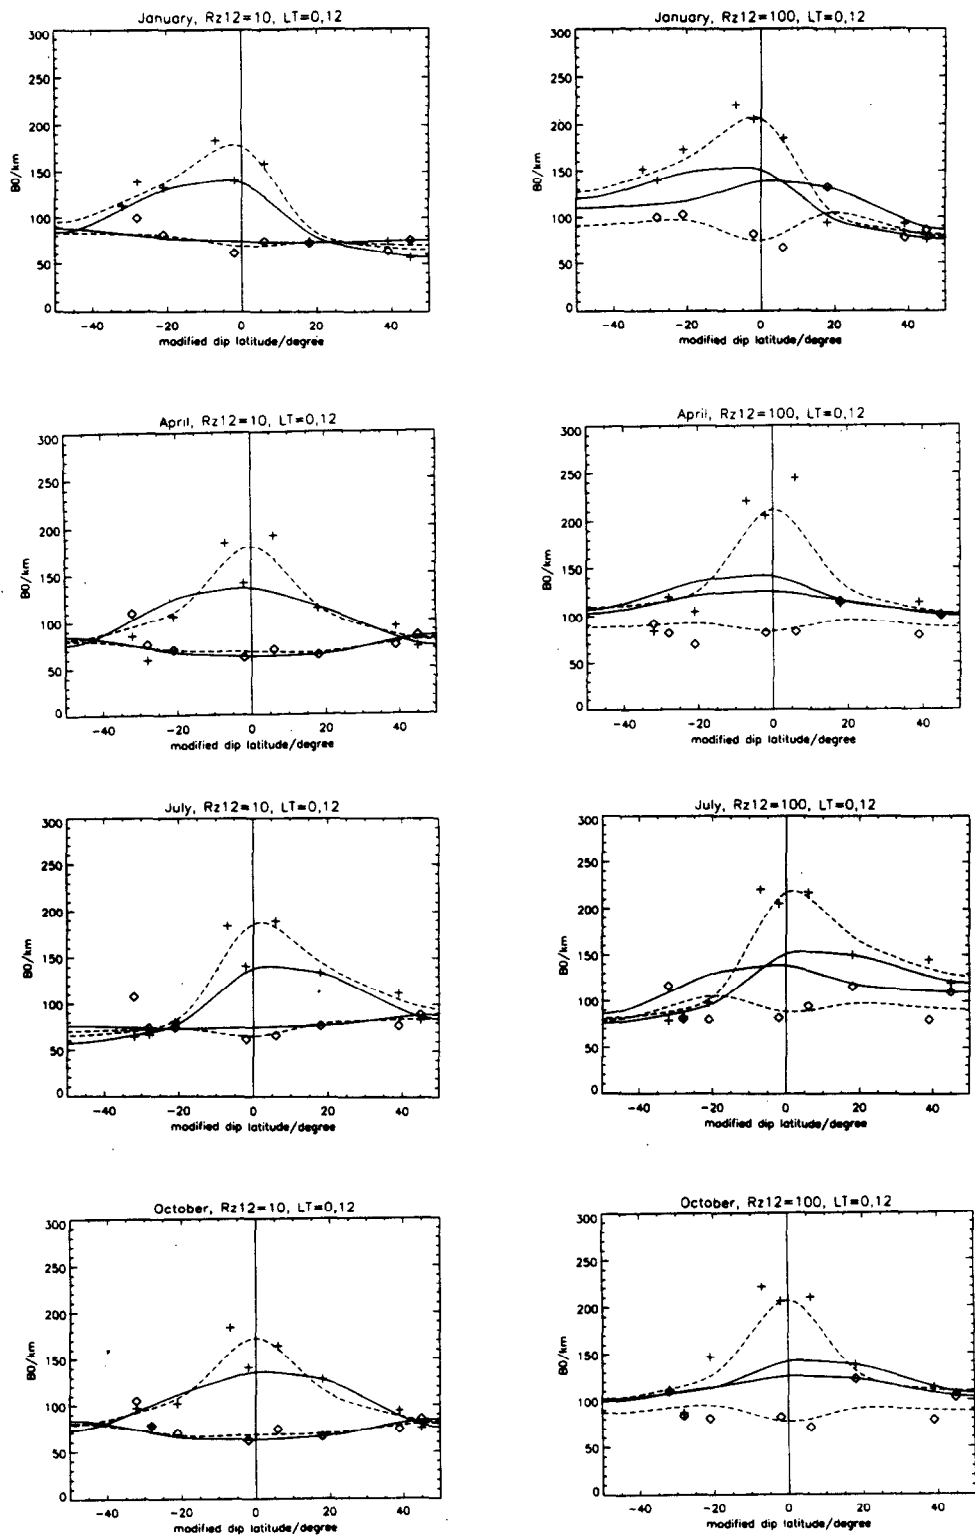 January, Rz12=10, LT=0,12
300
250
200
150
100
50
0
B0/km
-40 -20 0 20 40
modified dip latitude/degree
January, Rz12=100, LT=0,12
300
250
200
150
100
50
0
B0/km
-40 -20 0 20 40
modified dip latitude/degree
April, Rz12=10, LT=0,12
300
250
200
150
100
50
0
B0/km
-40 -20 0 20 40
modified dip latitude/degree
April, Rz12=100, LT=0,12
300
250
200
150
100
50
0
B0/km
-40 -20 0 20 40
modified dip latitude/degree
July, Rz12=10, LT=0,12
300
250
200
150
100
50
0
B0/km
-40 -20 0 20 40
modified dip latitude/degree
July, Rz12=100, LT=0,12
300
250
200
150
100
50
0
B0/km
-40 -20 0 20 40
modified dip latitude/degree
October, Rz12=10, LT=0,12
300
250
200
150
100
50
0
B0/km
-40 -20 0 20 40
modified dip latitude/degree
October, Rz12=100, LT=0,12
300
250
200
150
100
50
0
B0/km
-40 -20 0 20 40
modified dip latitude/degree